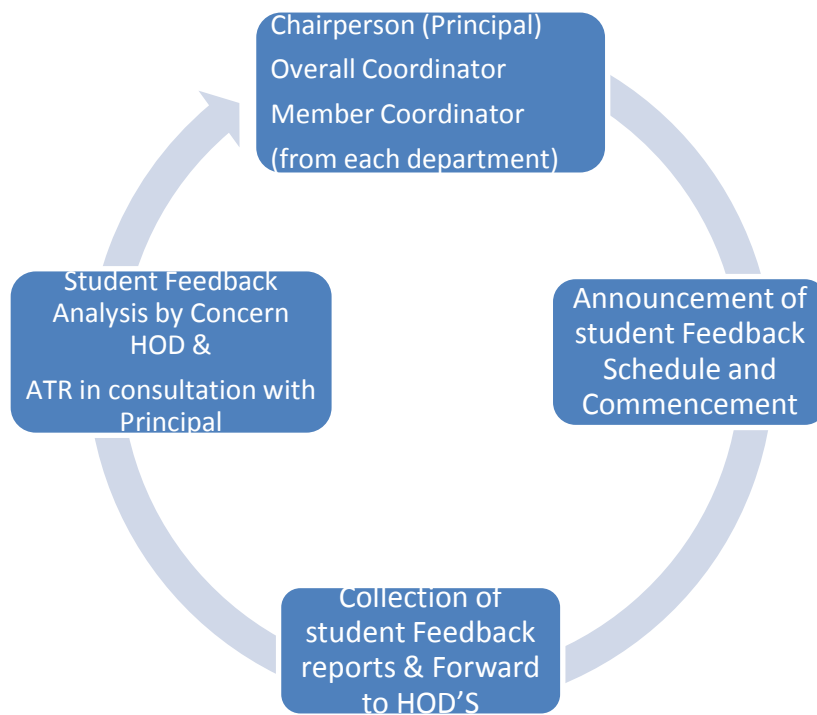 Chairperson (Principal)
Overall Coordinator
Member Coordinator
(from each department)
Announcement of
student Feedback
Schedule and
Commencement
Collection of
student Feedback
reports & Forward
to HOD’S
Student Feedback
Analysis by Concern
HOD &
ATR in consultation with
Principal